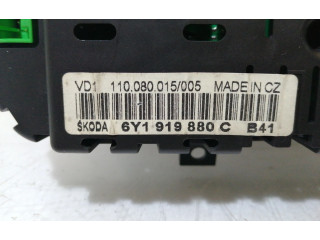 VD1 110.080.015/005 MADE IN CZ
ŠKODA 6Y1 919 880 C B41